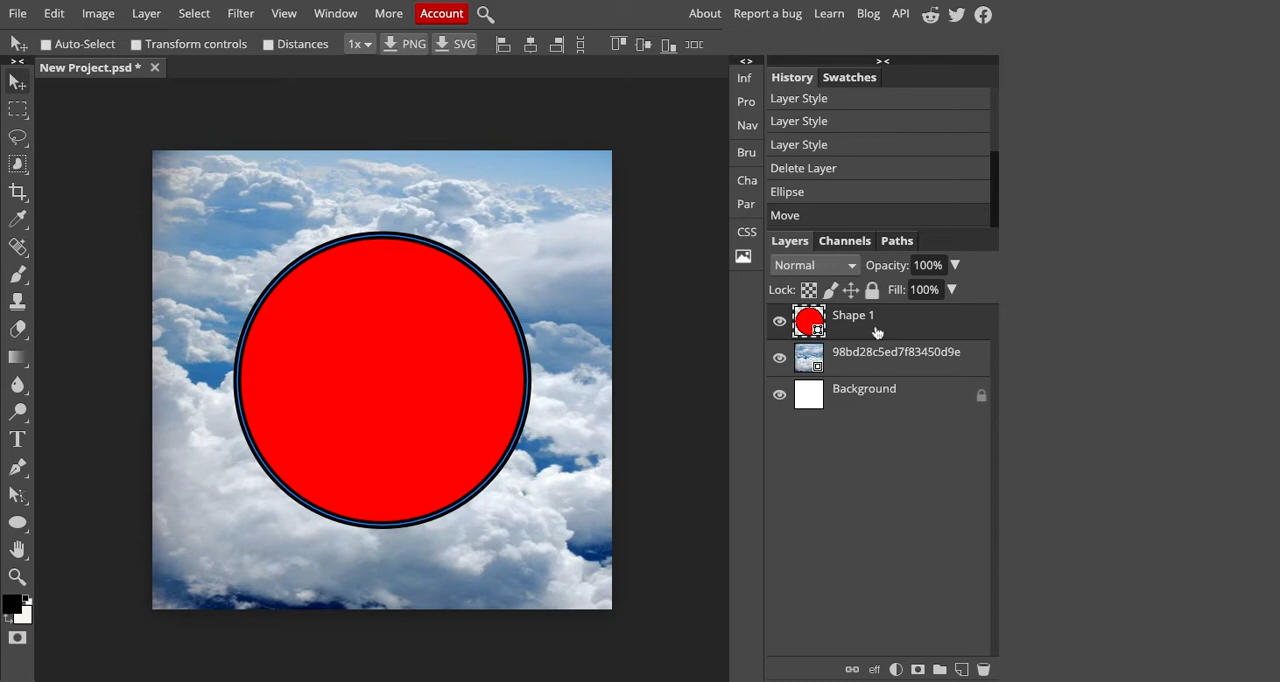 File Edit Image Layer Select Filter View Window More Account About Report a bug Learn Blog API
Auto-Select Transform controls Distances 1x PNG SVG
New Project.psd *
Inf
Pro
Nav
Bru
Cha
Par
CSS
History Swatches
Layer Style
Layer Style
Layer Style
Delete Layer
Ellipse
Move
Layers Channels Paths
Normal Opacity: 100%
Lock: Fill: 100%
Shape 1
98bd28c5ed7f83450d9e
Background
eff